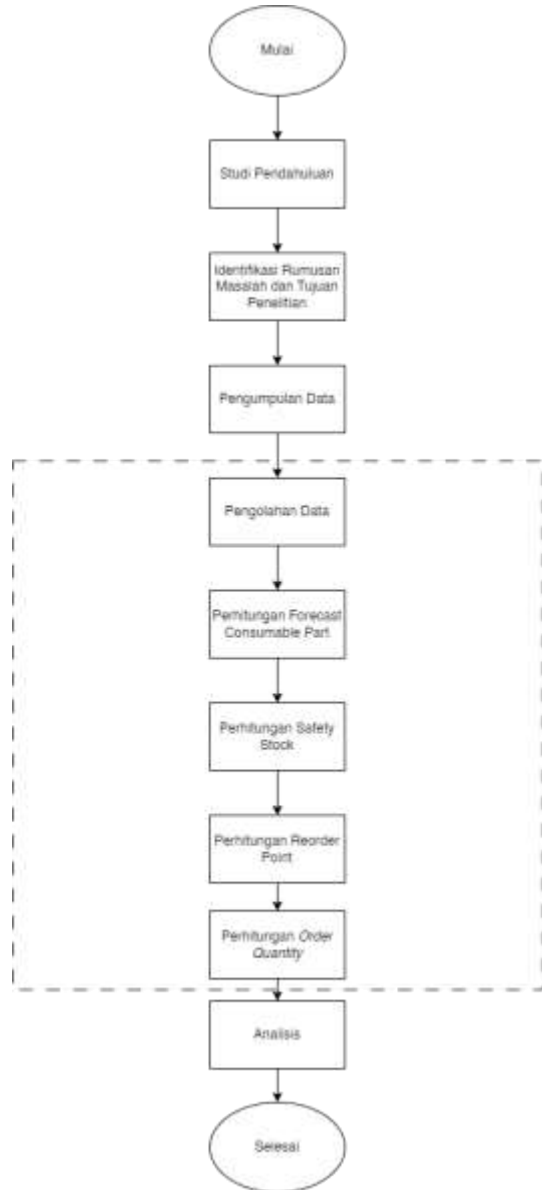 Mulai
Studi Pendahuluan
Identifikasi Rumusan
Masalah dan Tujuan
Penelitian
Pengumpulan Data
Pengolahan Data
Perhitungan Forecast
Consumable Part
Perhitungan Safety
Stock
Perhitungan Reorder
Point
Perhitungan Order
Quantity
Analisis
Selesai